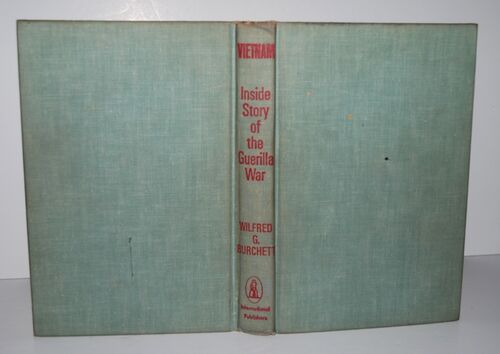 VIETNAM
Inside
Story
of
the
Guerilla
War
WILFRED
G.
BURCHETT
International
Publishers